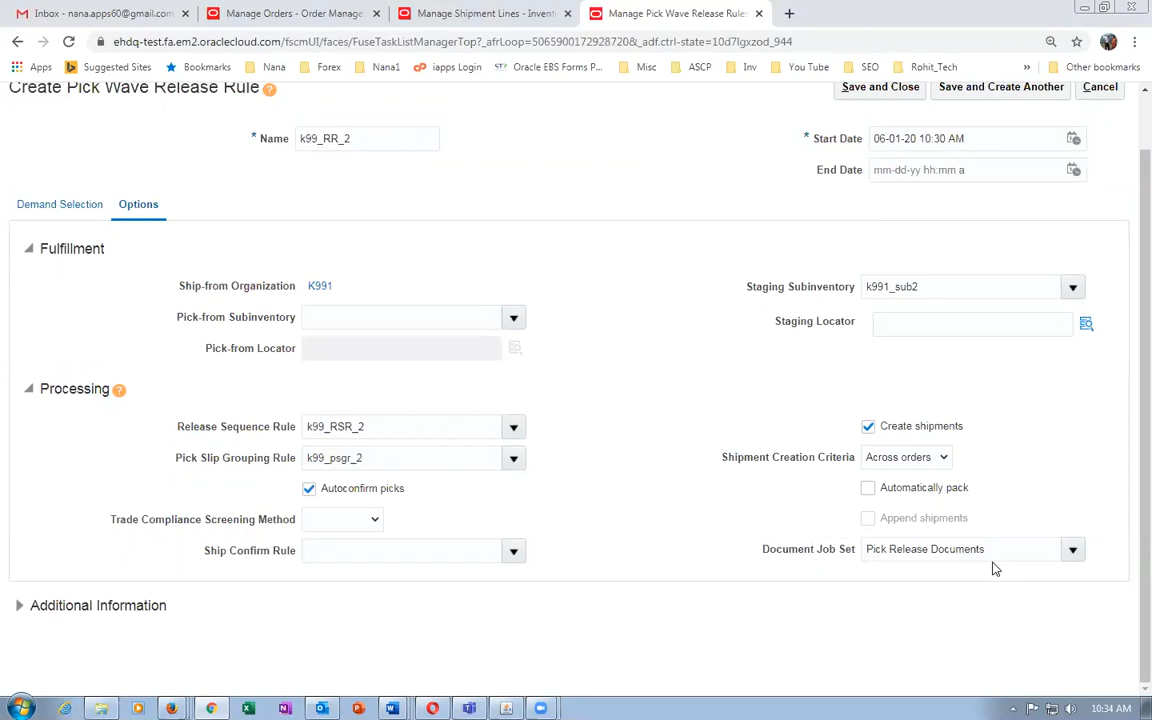 Inbox - nana.apps60@gmail.com
Manage Orders - Order Manage
Manage Shipment Lines - Invent
Manage Pick Wave Release Rule
ehdq-test.fa.em2.oraclecloud.com/fscmUI/faces/FuseTaskListManagerTop?_afrLoop=5065900172928720&_adf.ctrl-state=10d7lgxzod_944
Apps Suggested Sites Bookmarks Nana Forex Nana1 iapps Login Oracle EBS Forms P... Misc ASCP Inv You Tube SEO Rohit_Tech » Other bookmarks
Create Pick Wave Release Rule
Save and Close Save and Create Another Cancel
* Name k99_RR_2
* Start Date 06-01-20 10:30 AM
End Date mm-dd-yy hh:mm a
Demand Selection Options
Fulfillment
Ship-from Organization K991
Staging Subinventory k991_sub2
Pick-from Subinventory
Staging Locator
Pick-from Locator
Processing
Release Sequence Rule k99_RSR_2
Create shipments
Pick Slip Grouping Rule k99_psgr_2
Shipment Creation Criteria Across orders
Autoconfirm picks
Automatically pack
Trade Compliance Screening Method
Append shipments
Ship Confirm Rule
Document Job Set Pick Release Documents
Additional Information
10:34 AM